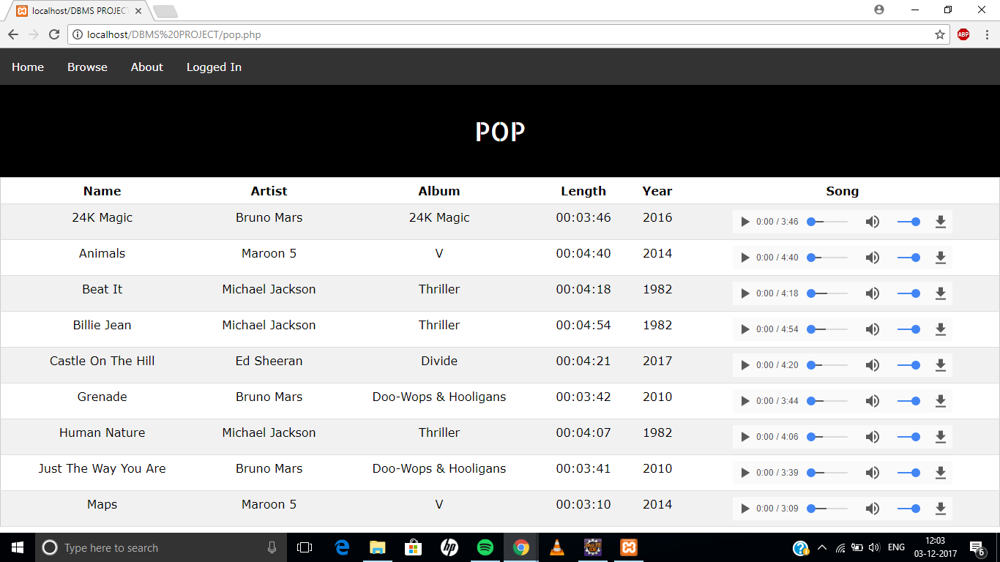 localhost/DBMS PROJECT
localhost/DBMS%20PROJECT/pop.php
ABP
Home Browse About Logged In
POP
Name Artist Album Length Year Song
24K Magic Bruno Mars 24K Magic 00:03:46 2016 0:00 / 3:46
Animals Maroon 5 V 00:04:40 2014 0:00 / 4:40
Beat It Michael Jackson Thriller 00:04:18 1982 0:00 / 4:18
Billie Jean Michael Jackson Thriller 00:04:54 1982 0:00 / 4:54
Castle On The Hill Ed Sheeran Divide 00:04:21 2017 0:00 / 4:20
Grenade Bruno Mars Doo-Wops & Hooligans 00:03:42 2010 0:00 / 3:44
Human Nature Michael Jackson Thriller 00:04:07 1982 0:00 / 4:06
Just The Way You Are Bruno Mars Doo-Wops & Hooligans 00:03:41 2010 0:00 / 3:39
Maps Maroon 5 V 00:03:10 2014 0:00 / 3:09
Type here to search hp ENG 12:03
03-12-2017 6